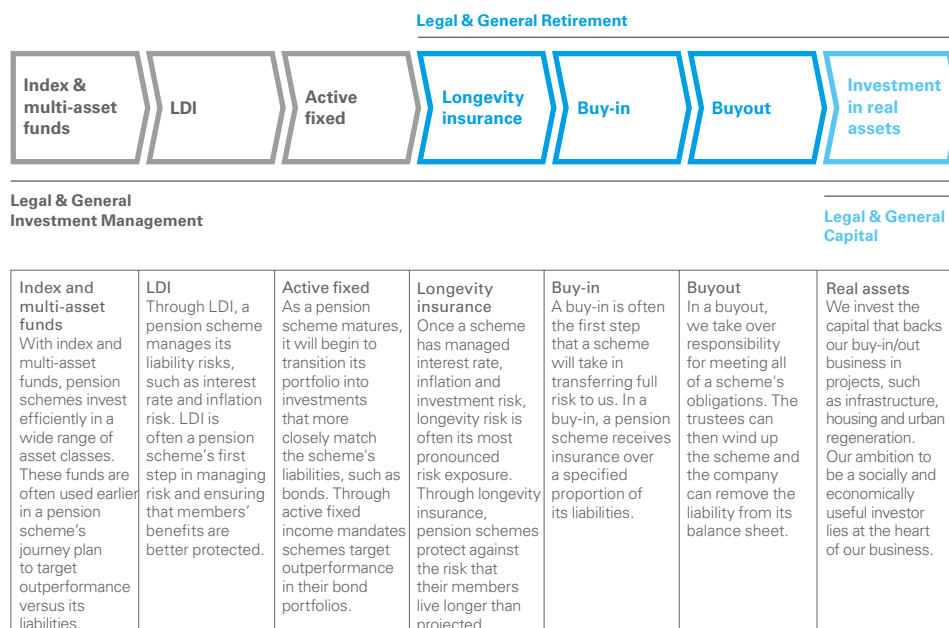 Legal & General Retirement
Index &
multi-asset
funds
LDI
Active
fixed
Longevity
insurance
Buy-in
Buyout
Investment
in real
assets
Legal & General
Investment Management
Legal & General
Capital
Index and
multi-asset
funds
With index and
multi-asset
funds, pension
schemes invest
efficiently in a
wide range of
asset classes.
These funds are
often used earlier
in a pension
scheme's
journey plan
to target
outperformance
versus its
liabilities.
LDI
Through LDI, a
pension scheme
manages its
liability risks,
such as interest
rate and inflation
risk. LDI is
often a pension
scheme's first
step in managing
risk and ensuring
that members'
benefits are
better protected.
Active fixed
As a pension
scheme matures,
it will begin to
transition its
portfolio into
investments
that more
closely match
the scheme's
liabilities, such as
bonds. Through
active fixed
income mandates
schemes target
outperformance
in their bond
portfolios.
Longevity
insurance
Once a scheme
has managed
interest rate,
inflation and
investment risk,
longevity risk is
often its most
pronounced
risk exposure.
Through longevity
insurance,
pension schemes
protect against
the risk that
their members
live longer than
projected
Buy-in
A buy-in is often
the first step
that a scheme
will take in
transferring full
risk to us. In a
buy-in, a pension
scheme receives
insurance over
a specified
proportion of
its liabilities.
Buyout
In a buyout,
we take over
responsibility
for meeting all
of a scheme's
obligations. The
trustees can
then wind up
the scheme and
the company
can remove the
liability from its
balance sheet.
Real assets
We invest the
capital that backs
our buy-in/out
business in
projects, such
as infrastructure,
housing and urban
regeneration.
Our ambition to
be a socially and
economically
useful investor
lies at the heart
of our business.